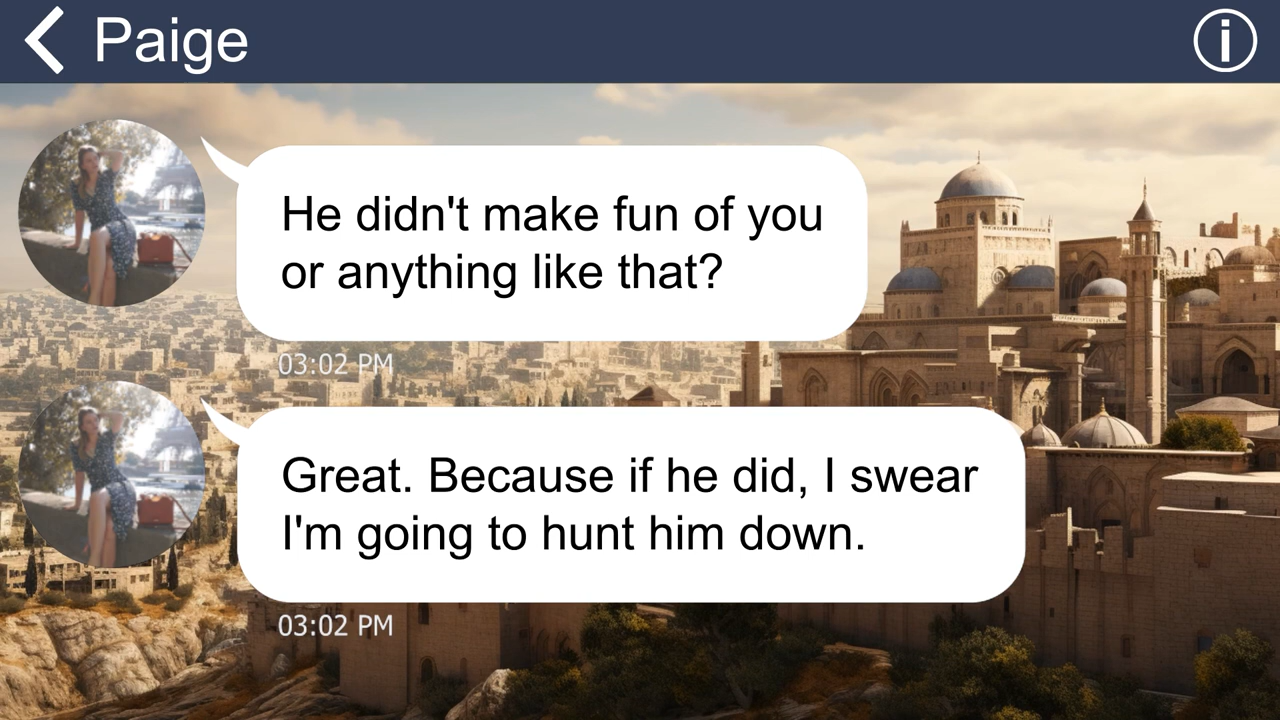 Paige
He didn't make fun of you
or anything like that?
03:02 PM
Great. Because if he did, I swear
I'm going to hunt him down.
03:02 PM